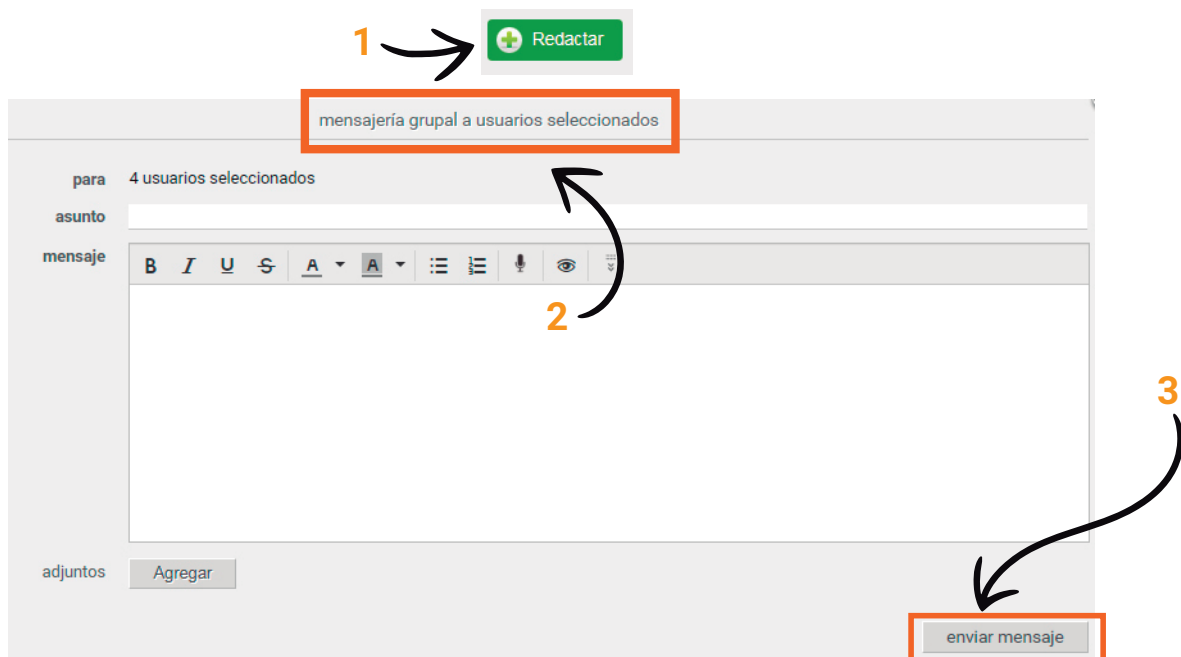 1
Redactar
mensajería grupal a usuarios seleccionados
para 4 usuarios seleccionados
asunto
mensaje
B I U S A A
2
3
adjuntos Agregar
enviar mensaje